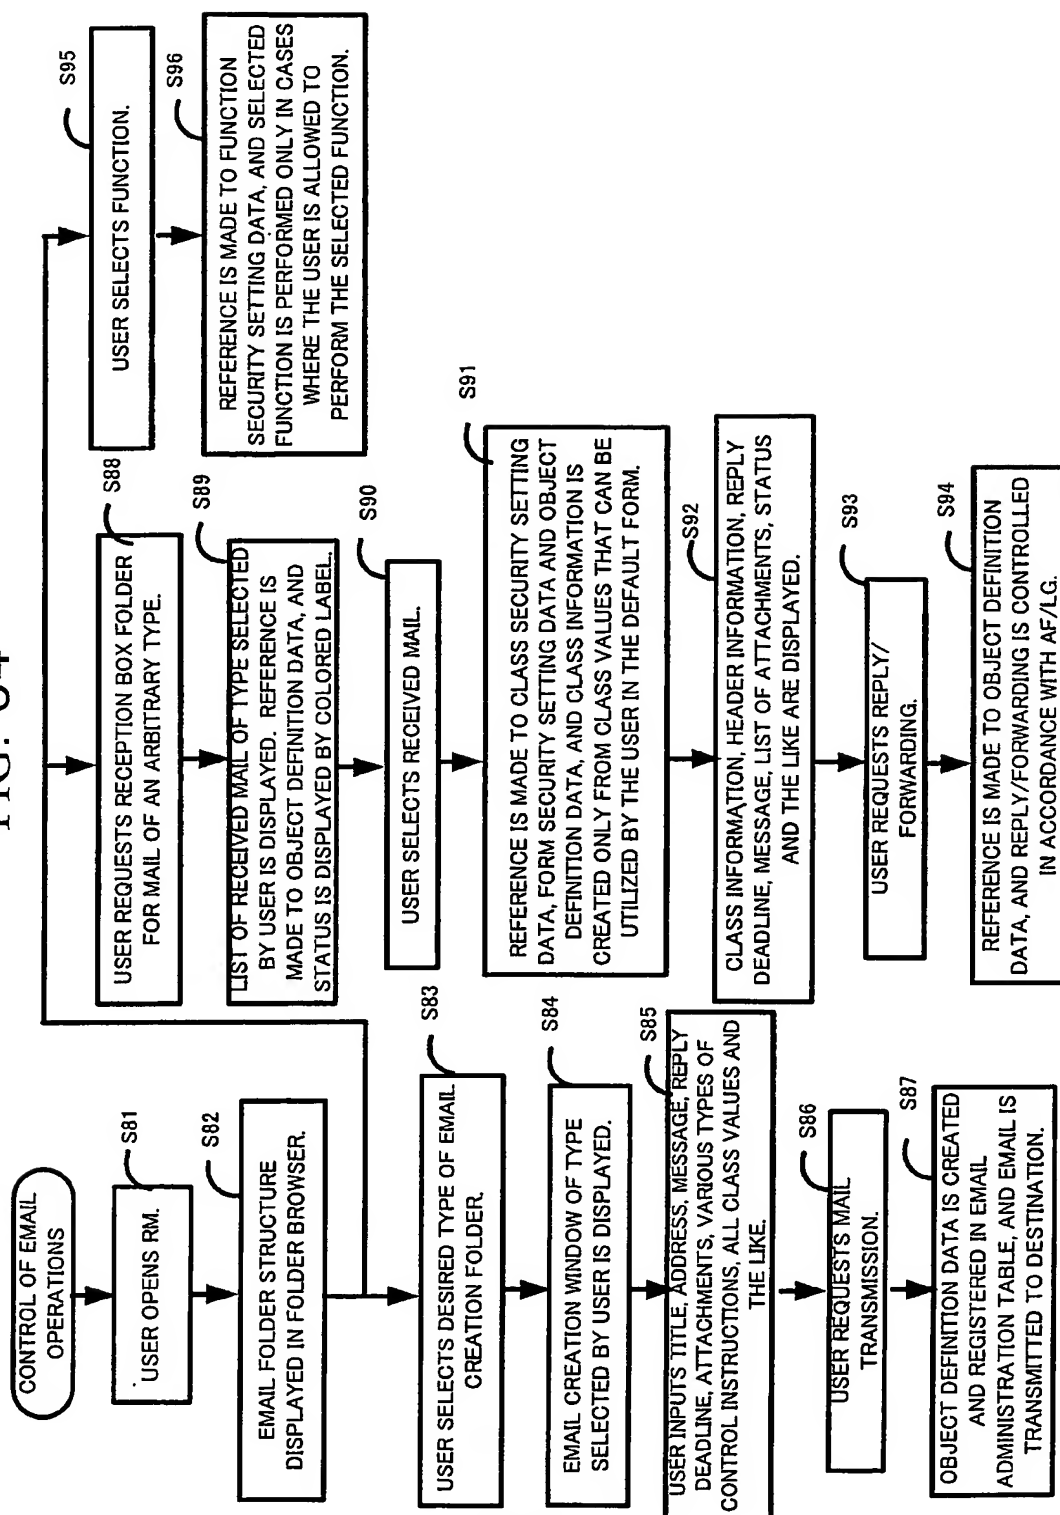 CONTROL OF EMAIL
OPERATIONS
S81
USER OPENS RM.
S82
EMAIL FOLDER STRUCTURE
DISPLAYED IN FOLDER BROWSER.
S83
USER SELECTS DESIRED TYPE OF EMAIL
CREATION FOLDER.
S84
EMAIL CREATION WINDOW OF TYPE
SELECTED BY USER IS DISPLAYED.
S85
USER INPUTS TITLE, ADDRESS, MESSAGE, REPLY
DEADLINE, ATTACHMENTS, VARIOUS TYPES OF
CONTROL INSTRUCTIONS, ALL CLASS VALUES AND
THE LIKE.
S86
USER REQUESTS MAIL
TRANSMISSION.
S87
OBJECT DEFINITION DATA IS CREATED
AND REGISTERED IN EMAIL
ADMINISTRATION TABLE, AND EMAIL IS
TRANSMITTED TO DESTINATION.
S88
USER REQUESTS RECEPTION BOX FOLDER
FOR MAIL OF AN ARBITRARY TYPE.
S89
LIST OF RECEIVED MAIL OF TYPE SELECTED
BY USER IS DISPLAYED. REFERENCE IS
MADE TO OBJECT DEFINITION DATA, AND
STATUS IS DISPLAYED BY COLORED LABEL.
S90
USER SELECTS RECEIVED MAIL.
S91
REFERENCE IS MADE TO CLASS SECURITY SETTING
DATA, FORM SECURITY SETTING DATA AND OBJECT
DEFINITION DATA, AND CLASS INFORMATION IS
CREATED ONLY FROM CLASS VALUES THAT CAN BE
UTILIZED BY THE USER IN THE DEFAULT FORM.
S92
CLASS INFORMATION, HEADER INFORMATION, REPLY
DEADLINE, MESSAGE, LIST OF ATTACHMENTS, STATUS
AND THE LIKE ARE DISPLAYED.
S93
USER REQUESTS REPLY/
FORWARDING.
S94
REFERENCE IS MADE TO OBJECT DEFINITION
DATA, AND REPLY/FORWARDING IS CONTROLLED
IN ACCORDANCE WITH AF/LG.
S95
USER SELECTS FUNCTION.
S96
REFERENCE IS MADE TO FUNCTION
SECURITY SETTING DATA, AND SELECTED
FUNCTION IS PERFORMED ONLY IN CASES
WHERE THE USER IS ALLOWED TO
PERFORM THE SELECTED FUNCTION.